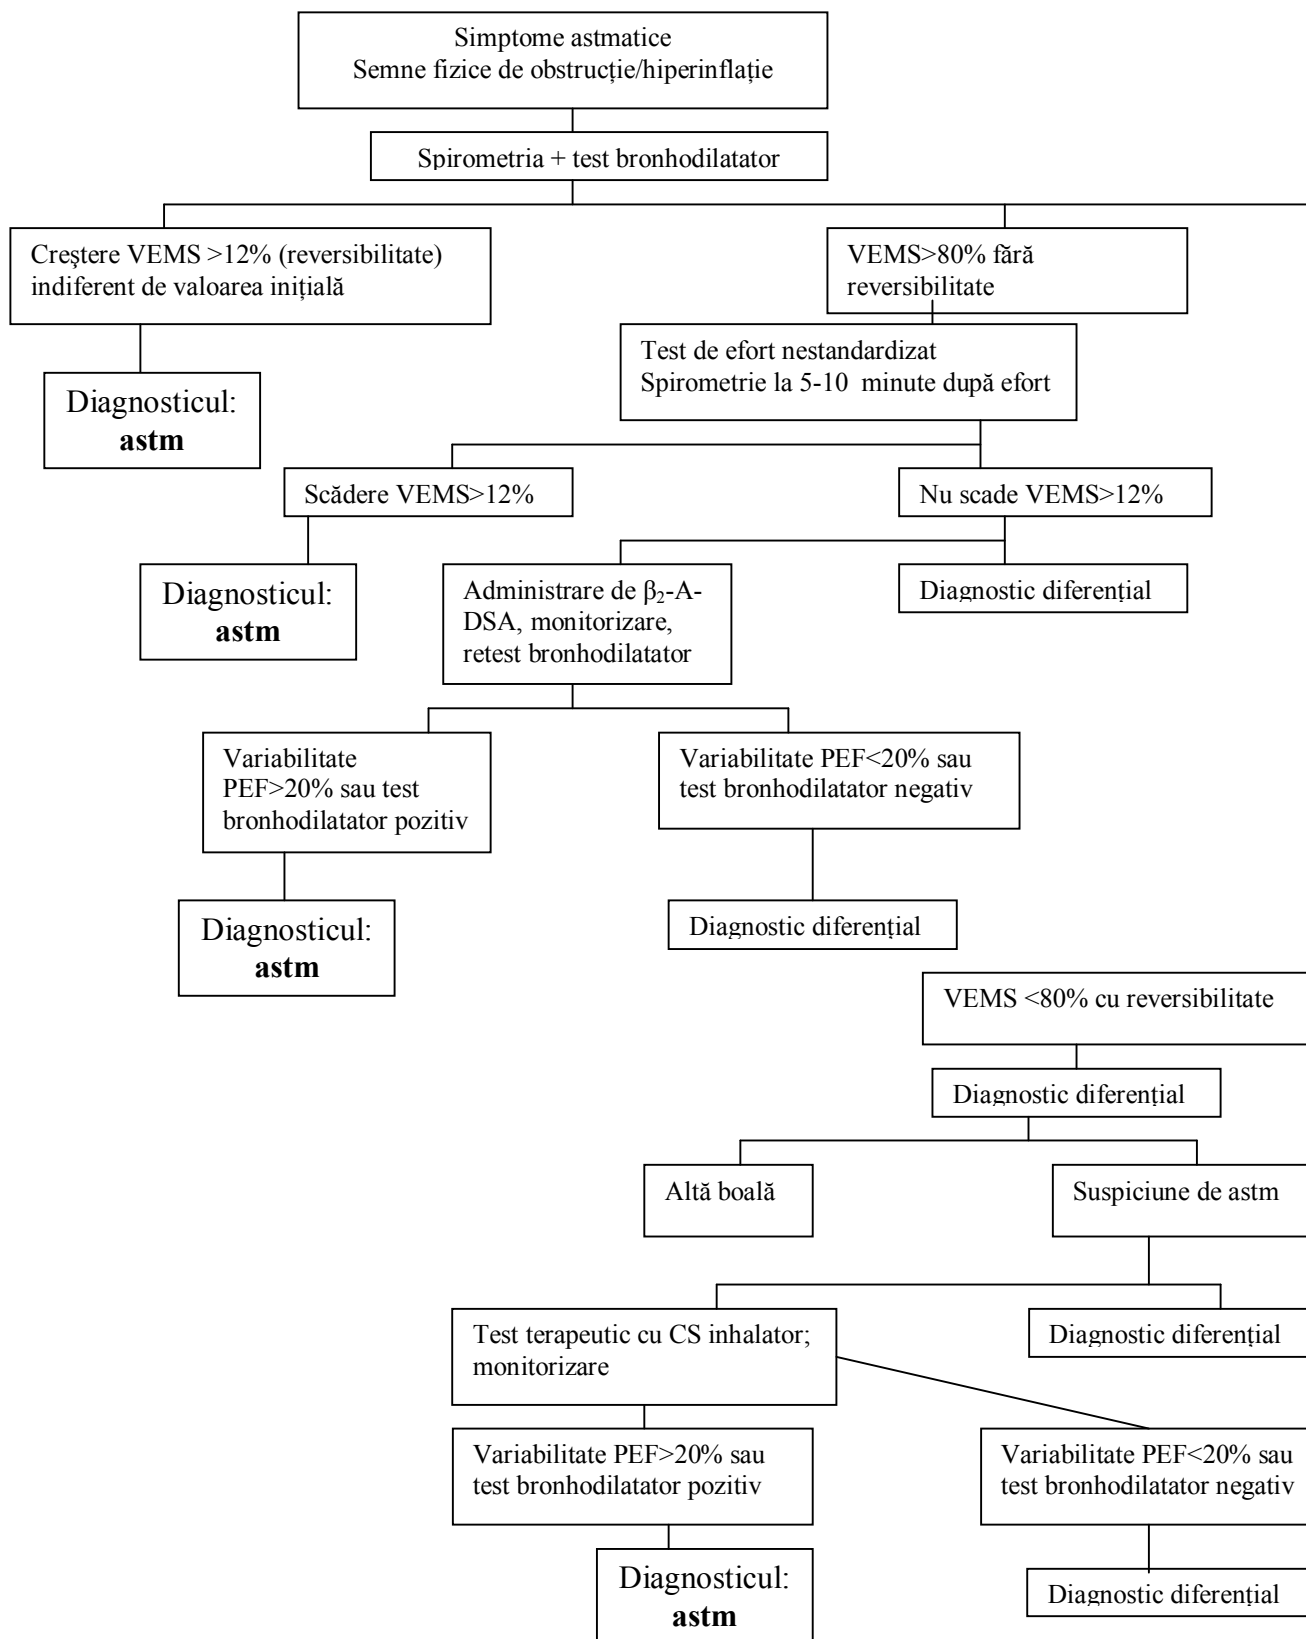 Simptome astmatice
Semne fizice de obstrucție/hiperinflație
Spirometria + test bronhodilatator
Creştere VEMS >12% (reversibilitate)
indiferent de valoarea inițială
VEMS>80% fără
reversibilitate
Test de efort nestandardizat
Spirometrie la 5-10 minute după efort
Diagnosticul:
astm
Scădere VEMS>12%
Nu scade VEMS>12%
Diagnosticul:
astm
Administrare de β₂-A-
DSA, monitorizare,
retest bronhodilatator
Diagnostic diferențial
Variabilitate
PEF>20% sau test
bronhodilatator pozitiv
Variabilitate PEF<20% sau
test bronhodilatator negativ
Diagnosticul:
astm
Diagnostic diferențial
VEMS <80% cu reversibilitate
Diagnostic diferențial
Altă boală
Suspiciune de astm
Test terapeutic cu CS inhalator;
monitorizare
Diagnostic diferențial
Variabilitate PEF>20% sau
test bronhodilatator pozitiv
Variabilitate PEF<20% sau
test bronhodilatator negativ
Diagnosticul:
astm
Diagnostic diferențial